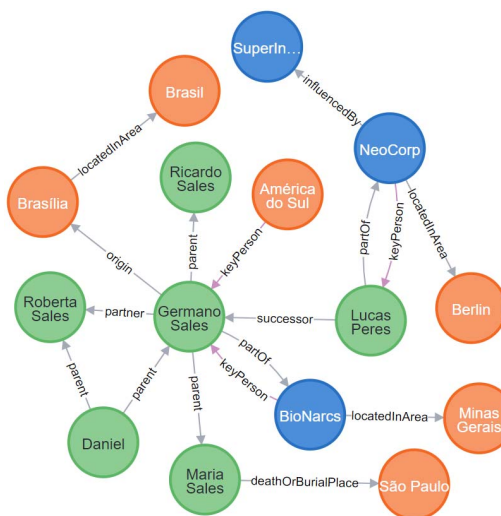 SuperIn...
influencedBy
NeoCorp
Brasil
locatedInArea
Ricardo
Sales
América
do Sul
Brasília
parent
keyPerson
partOf
keyPerson
locatedInArea
origin
Roberta
Sales
partner
Germano
Sales
successor
Lucas
Peres
Berlin
parent
parent
partOf
keyPerson
parent
BioNarcs
locatedInArea
Minas
Gerais
Daniel
Maria
Sales
deathOrBurialPlace
São Paulo